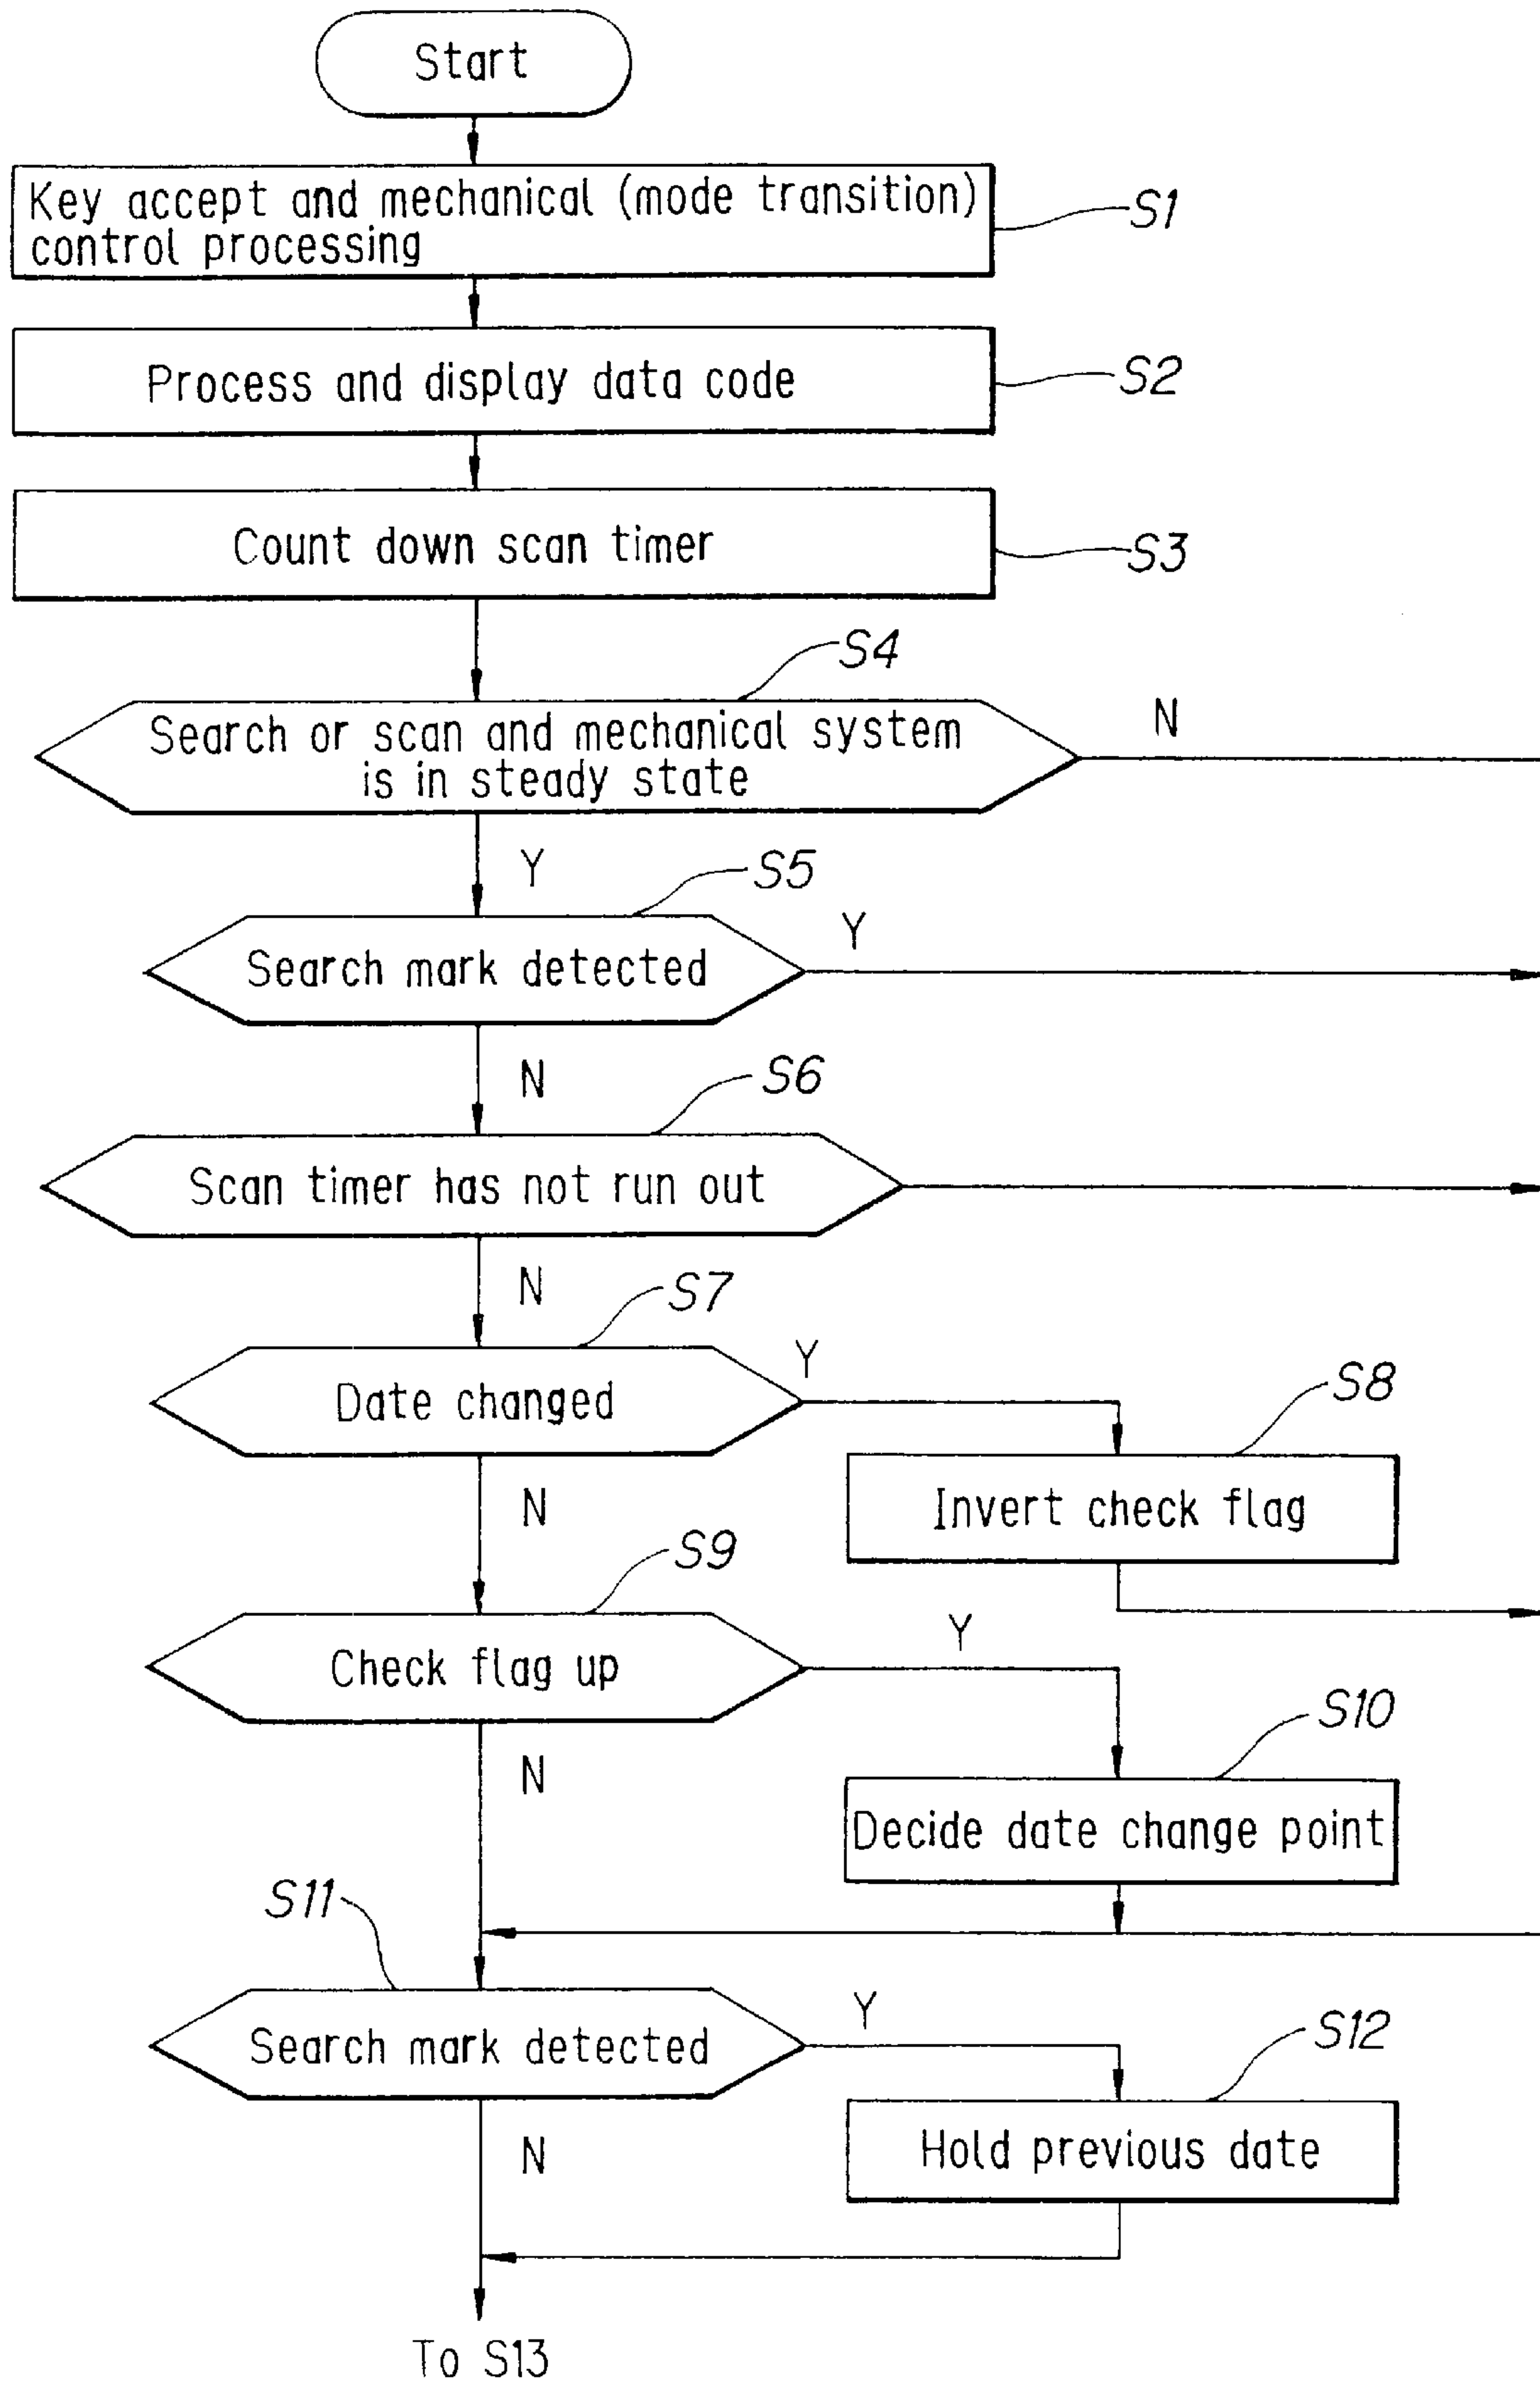 Start
Key accept and mechanical (mode transition)
control processing
S1
Process and display data code
S2
Count down scan timer
S3
S4
Search or scan and mechanical system
is in steady state
N
Y
S5
Search mark detected
Y
N
S6
Scan timer has not run out
N
S7
Date changed
Y
S8
Invert check flag
N
S9
Check flag up
Y
S10
Decide date change point
N
S11
Search mark detected
Y
S12
Hold previous date
N
To S13